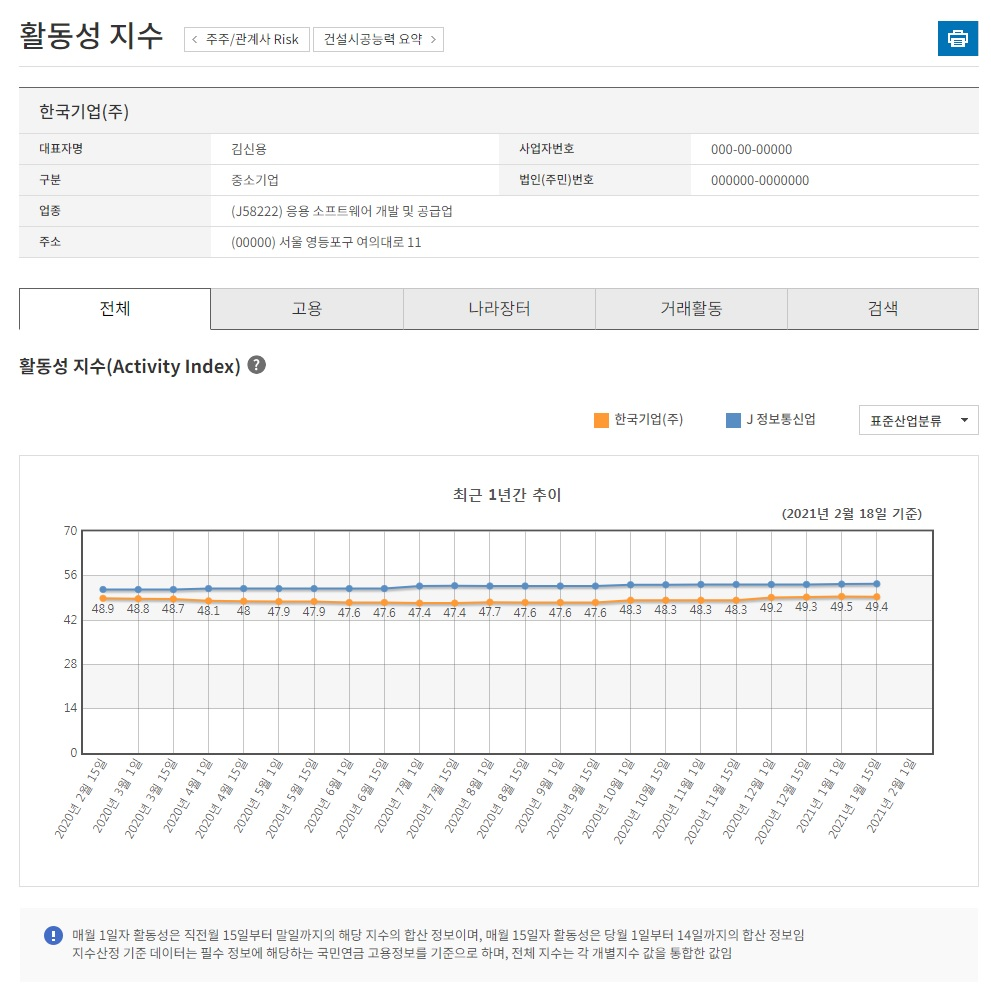 활동성 지수
주주/관계사 Risk
건설시공능력 요약
한국기업(주)
대표자명 김신용 사업자번호 000-00-00000
구분 중소기업 법인(주민)번호 000000-0000000
업종 (J58222) 응용 소프트웨어 개발 및 공급업
주소 (00000) 서울 영등포구 여의대로 11
전체 고용 나라장터 거래활동 검색
활동성 지수(Activity Index) ?
한국기업(주) J 정보통신업 표준산업분류
최근 1년간 추이
(2021년 2월 18일 기준)
70
56
48.9 48.8 48.7 48.1 48 47.9 47.9 47.6 47.6 47.4 47.4 47.7 47.6 47.6 47.6 48.3 48.3 48.3 48.3 49.2 49.3 49.5 49.4
42
28
14
0
2020년 2월 15일
2020년 3월 1일
2020년 3월 15일
2020년 4월 1일
2020년 4월 15일
2020년 5월 1일
2020년 5월 15일
2020년 6월 1일
2020년 6월 15일
2020년 7월 1일
2020년 7월 15일
2020년 8월 1일
2020년 8월 15일
2020년 9월 1일
2020년 9월 15일
2020년 10월 1일
2020년 10월 15일
2020년 11월 1일
2020년 11월 15일
2020년 12월 1일
2020년 12월 15일
2021년 1월 1일
2021년 1월 15일
2021년 2월 1일
매월 1일자 활동성은 직전월 15일부터 말일까지의 해당 지수의 합산 정보이며, 매월 15일자 활동성은 당월 1일부터 14일까지의 합산 정보임
지수산정 기준 데이터는 필수 정보에 해당하는 국민연금 고용정보를 기준으로 하며, 전체 지수는 각 개별지수 값을 통합한 값임